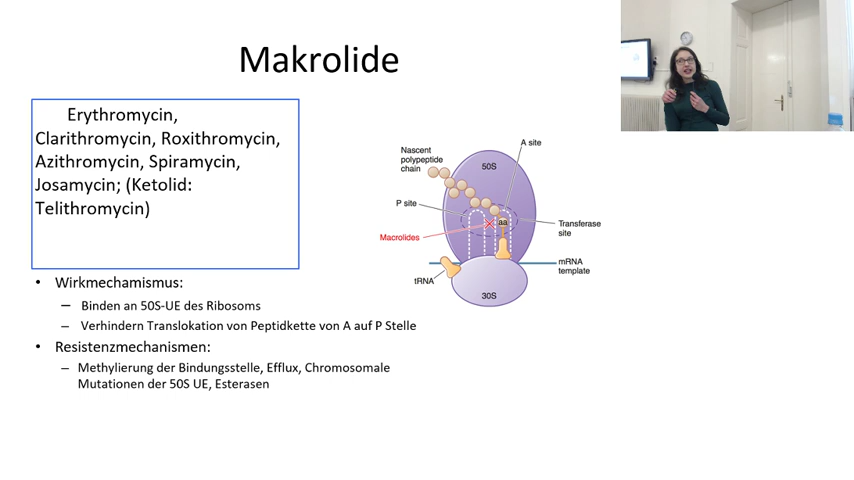 Makrolide
Erythromycin,
Clarithromycin, Roxithromycin,
Azithromycin, Spiramycin,
Josamycin; (Ketolid:
Telithromycin)
• Wirkmechamismus:
– Binden an 50S-UE des Ribosoms
– Verhindern Translokation von Peptidkette von A auf P Stelle
• Resistenzmechanismen:
– Methylierung der Bindungsstelle, Efflux, Chromosomale
Mutationen der 50S UE, Esterasen
Nascent
polypeptide
chain
50S
A site
P site
aa
Transferase
site
Macrolides
mRNA
template
tRNA
30S